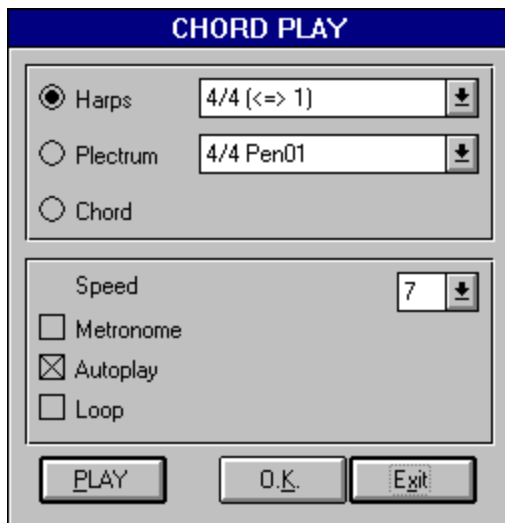 CHORD PLAY
Harps 4/4 (<=> 1)
Plectrum 4/4 Pen01
Chord
Speed 7
Metronome
Autoplay
Loop
PLAY O.K. Exit